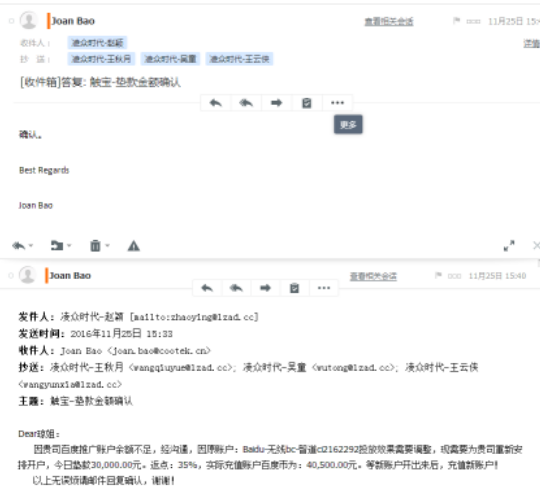 Joan Bao 查看相关会话 11月25日
收件人： 凌众时代-赵颖
抄 送： 凌众时代-王秋月 凌众时代-吴童 凌众时代-王云侠
[收件箱]答复: 触宝-垫款金额确认
更多
确认。
Best Regards
Joan Bao
Joan Bao 查看相关会话 11月25日 15:40
发件人: 凌众时代-赵颖 [mailto:zhaoying@lzad.cc]
发送时间: 2016年11月25日 15:33
收件人: Joan Bao <joan.bao@cootek.cn>
抄送: 凌众时代-王秋月 <wangqiuyue@lzad.cc>; 凌众时代-吴童 <wutong@lzad.cc>; 凌众时代-王云侠
<wangyunxia@lzad.cc>
主题: 触宝-垫款金额确认
Dear琼姐：
因贵司百度推广账户余额不足，经沟通，因原账户：Baidu-无线bc-智道cl2162292投放效果需要调整，现需要为贵司重新安
排开户，今日垫款30,000.00元。返点：35%，实际充值账户百度币为：40,500.00元。等新账户开出来后，充值新账户！
以上无误烦请邮件回复确认，谢谢！